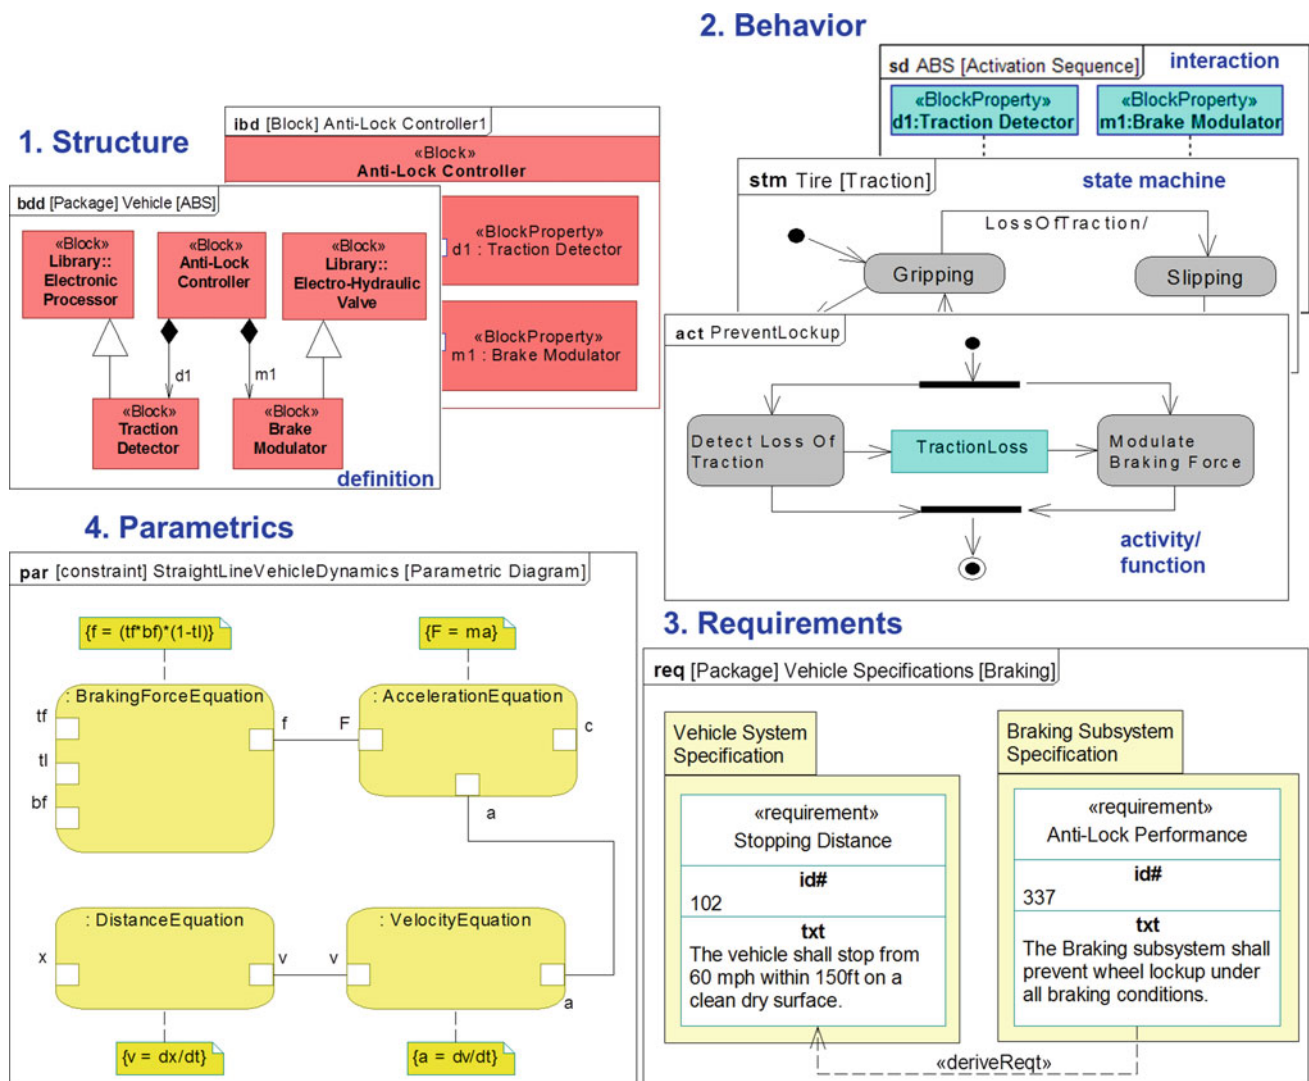 1. Structure
ibd [Block] Anti-Lock Controller1
«Block»
Anti-Lock Controller
«BlockProperty»
d1 : Traction Detector
«BlockProperty»
m1 : Brake Modulator
bdd [Package] Vehicle [ABS]
«Block»
Library::
Electronic
Processor
«Block»
Anti-Lock
Controller
«Block»
Library::
Electro-Hydraulic
Valve
d1
m1
«Block»
Traction
Detector
«Block»
Brake
Modulator
definition
2. Behavior
sd ABS [Activation Sequence]
interaction
«BlockProperty»
d1:Traction Detector
«BlockProperty»
m1:Brake Modulator
stm Tire [Traction]
state machine
LossOfTraction/
Gripping
Slipping
act PreventLockup
Detect Loss Of
Traction
TractionLoss
Modulate
Braking Force
activity/
function
4. Parametrics
par [constraint] StraightLineVehicleDynamics [Parametric Diagram]
{f = (tf*bf)*(1-tl)}
{F = ma}
: BrakingForceEquation
tf
tl
bf
f
: AccelerationEquation
F
c
a
: DistanceEquation
x
v
: VelocityEquation
v
a
{v = dx/dt}
{a = dv/dt}
3. Requirements
req [Package] Vehicle Specifications [Braking]
Vehicle System
Specification
«requirement»
Stopping Distance
id#
102
txt
The vehicle shall stop from
60 mph within 150ft on a
clean dry surface.
Braking Subsystem
Specification
«requirement»
Anti-Lock Performance
id#
337
txt
The Braking subsystem shall
prevent wheel lockup under
all braking conditions.
«deriveReqt»